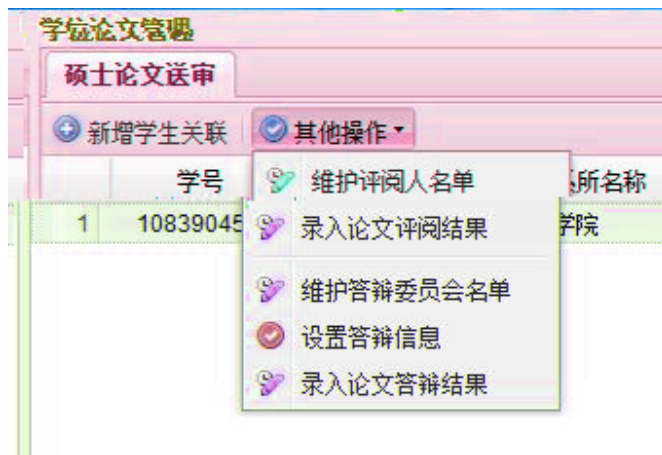 学位论文管理
硕士论文送审
新增学生关联 其他操作
学号 所名称
维护评阅人名单
1 10839045 学院
录入论文评阅结果
维护答辩委员会名单
设置答辩信息
录入论文答辩结果